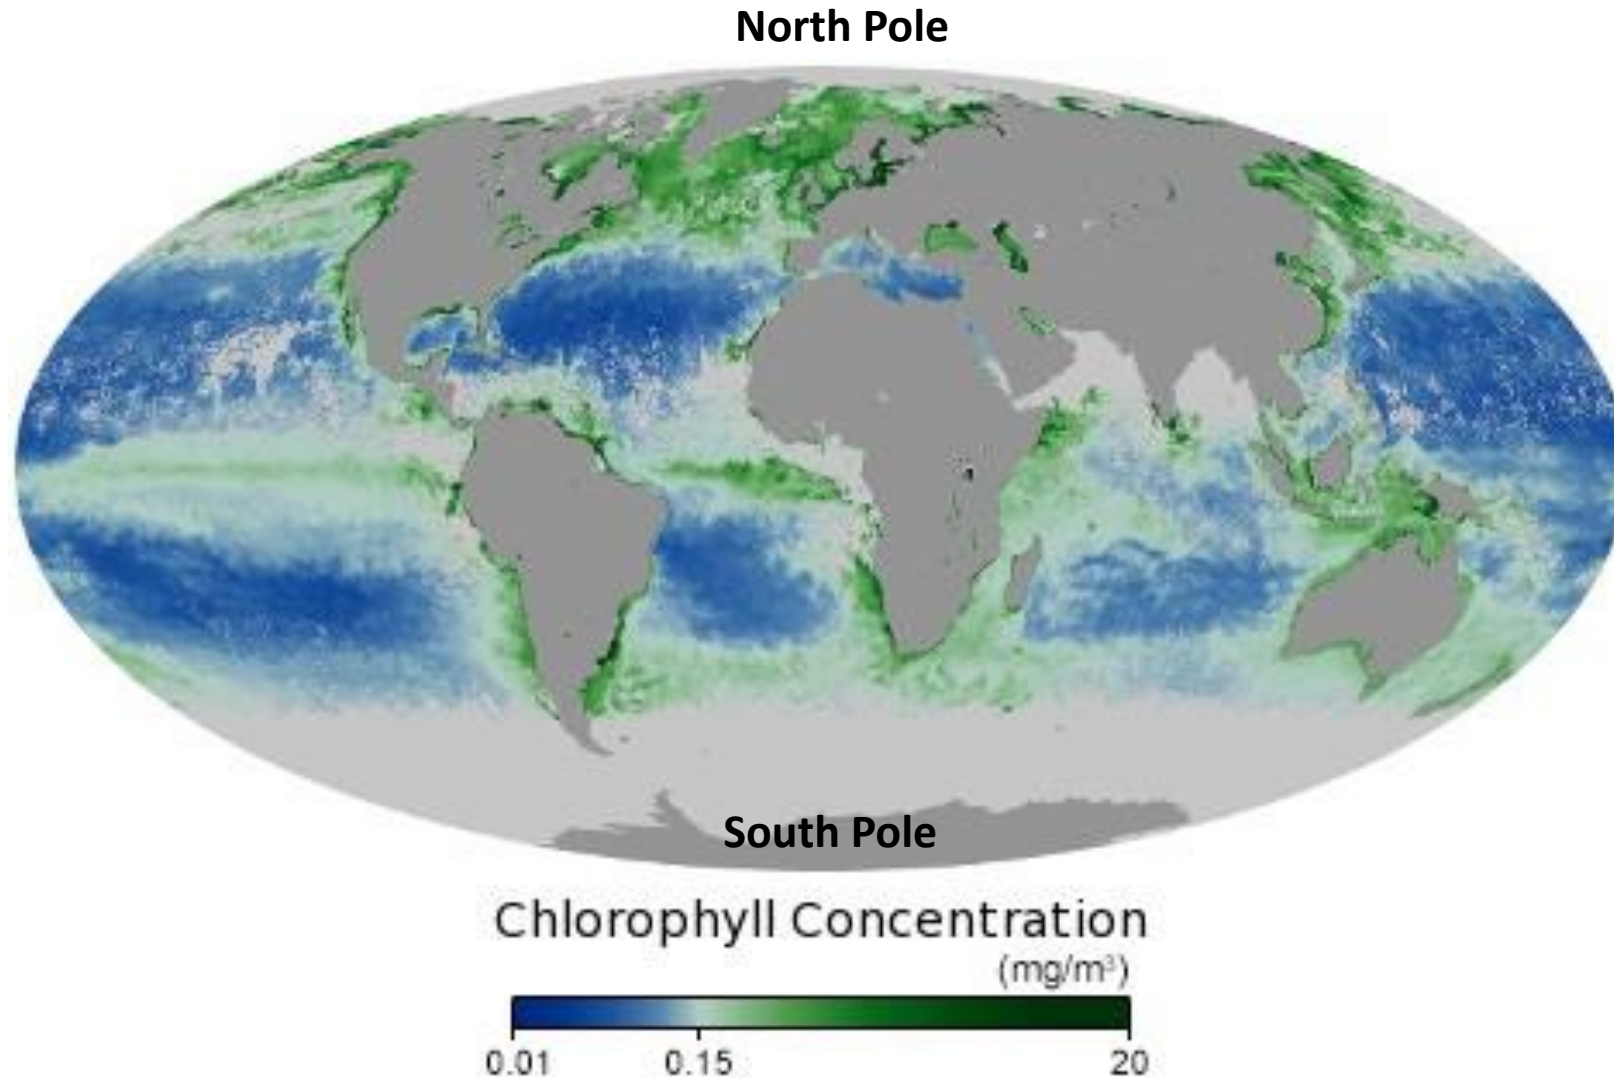 North Pole
South Pole
Chlorophyll Concentration
(mg/m³)
0.01 0.15 20